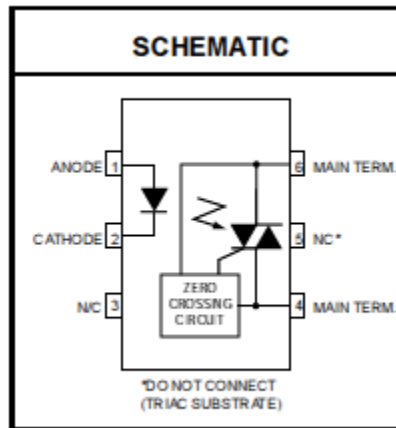 SCHEMATIC
ANODE 1
6 MAIN TERM.
CATHODE 2
5 NC*
N/C 3
4 MAIN TERM.
ZERO
CROSSING
CIRCUIT
*DO NOT CONNECT
(TRIAC SUBSTRATE)